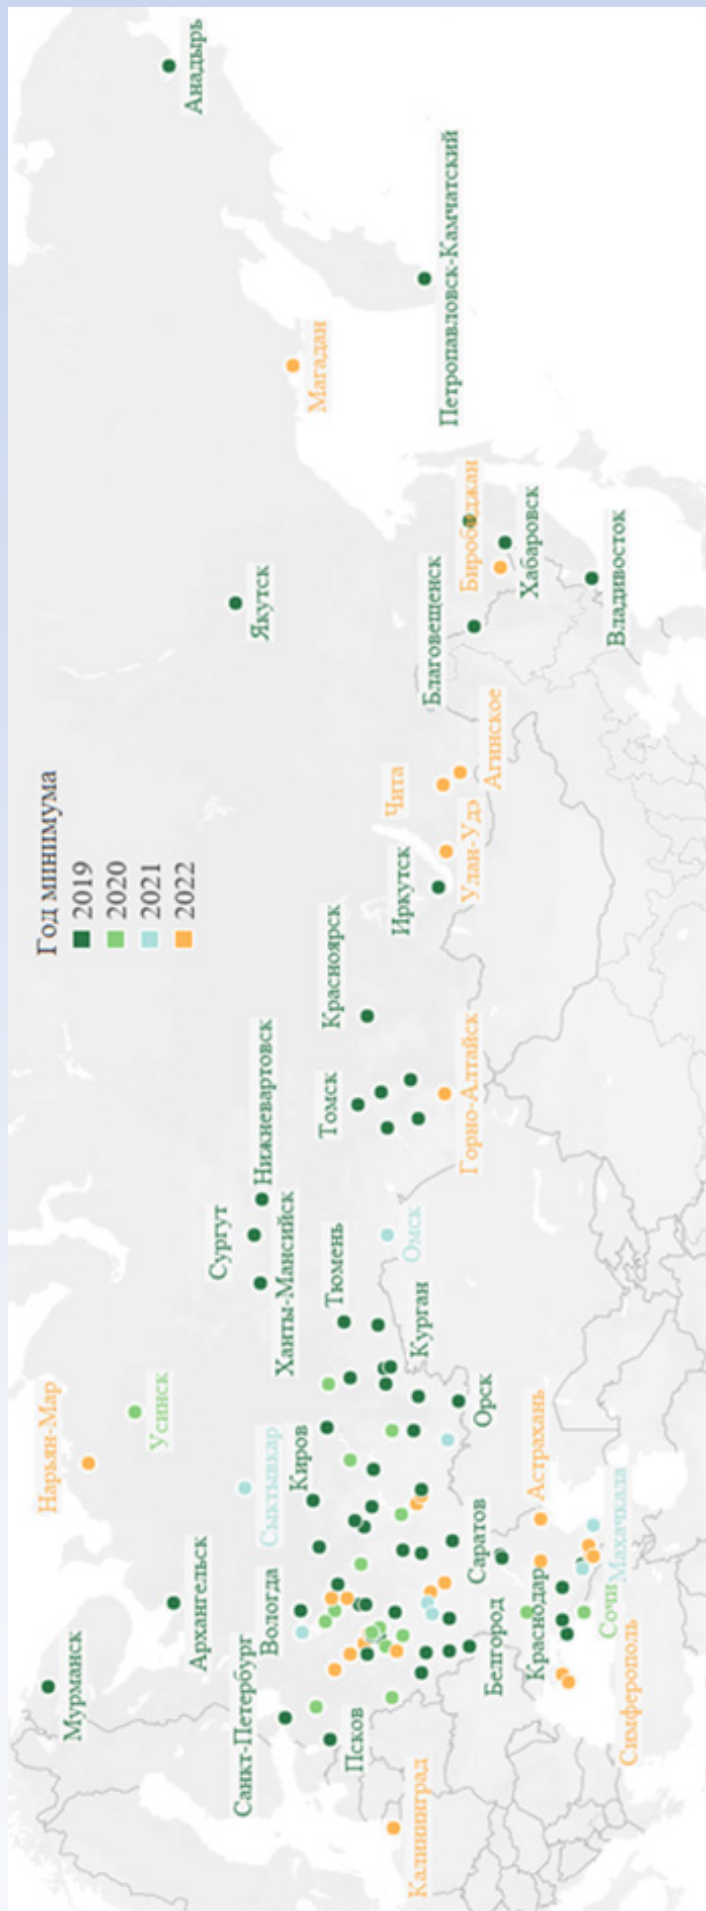 Год минимума
2019
2020
2021
2022
Мурманск
Нарьян-Мар
Анадырь
Архангельск
Усинск
Сургут
Якутск
Магадан
Санкт-Петербург
Вологда
Сыктывкар
Киров
Ханты-Мансийск
Нижневартовск
Тюмень
Томск
Красноярск
Псков
Калининград
Курган
Омск
Иркутск
Чита
Благовещенск
Биробиджан
Петропавловск-Камчатский
Белгород
Саратов
Орск
Горно-Алтайск
Улан-Удэ
Агинское
Хабаровск
Краснодар
Астрахань
Симферополь
Сочи
Махачкала
Владивосток